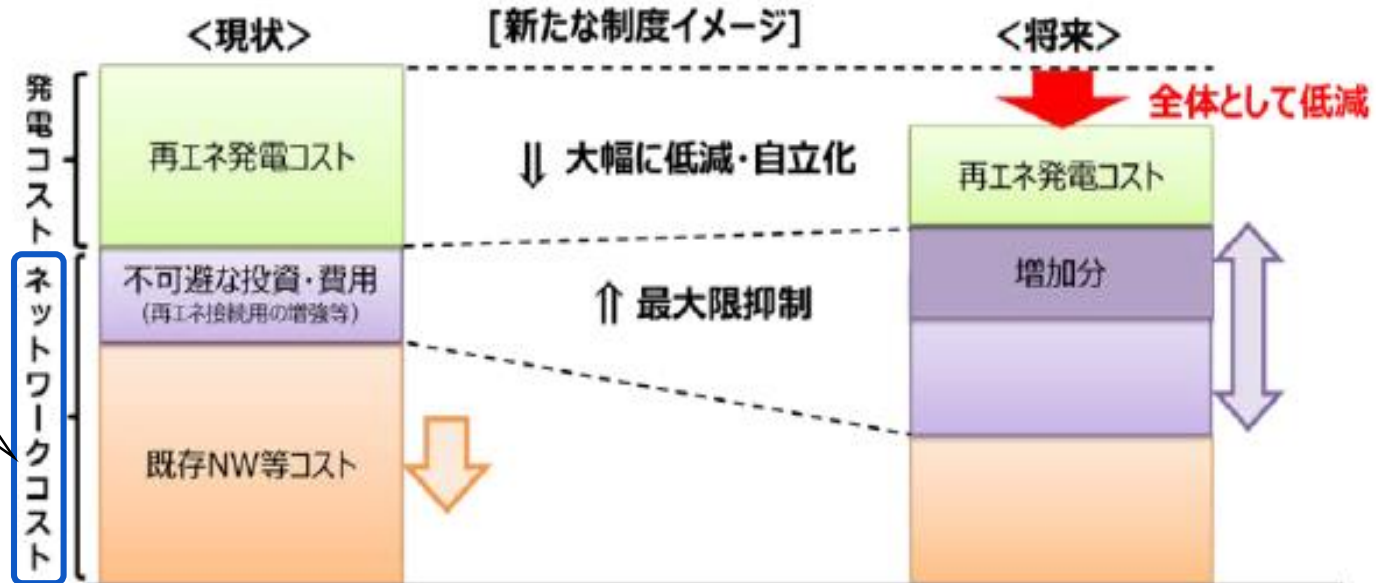 <現状>
[新たな制度イメージ]
<将来>
発電コスト
再エネ発電コスト
⇓ 大幅に低減・自立化
全体として低減
再エネ発電コスト
ネットワークコスト
不可避な投資・費用
(再エネ接続用の増強等)
⇑ 最大限抑制
増加分
既存NW等コスト